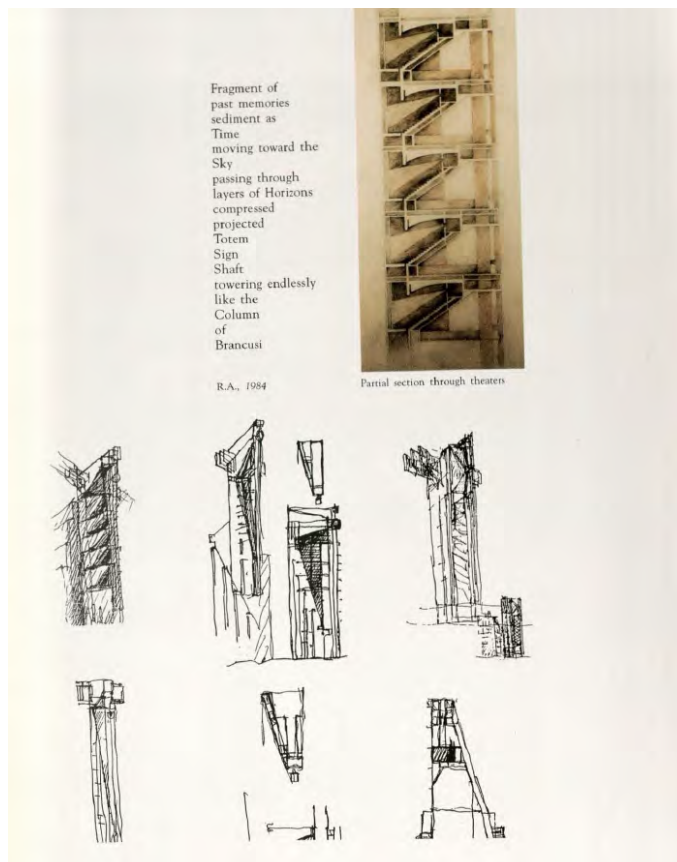 Fragment of
past memories
sediment as
Time
moving toward the
Sky
passing through
layers of Horizons
compressed
projected
Totem
Sign
Shaft
towering endlessly
like the
Column
of
Brancusi
R.A., 1984
Partial section through theaters